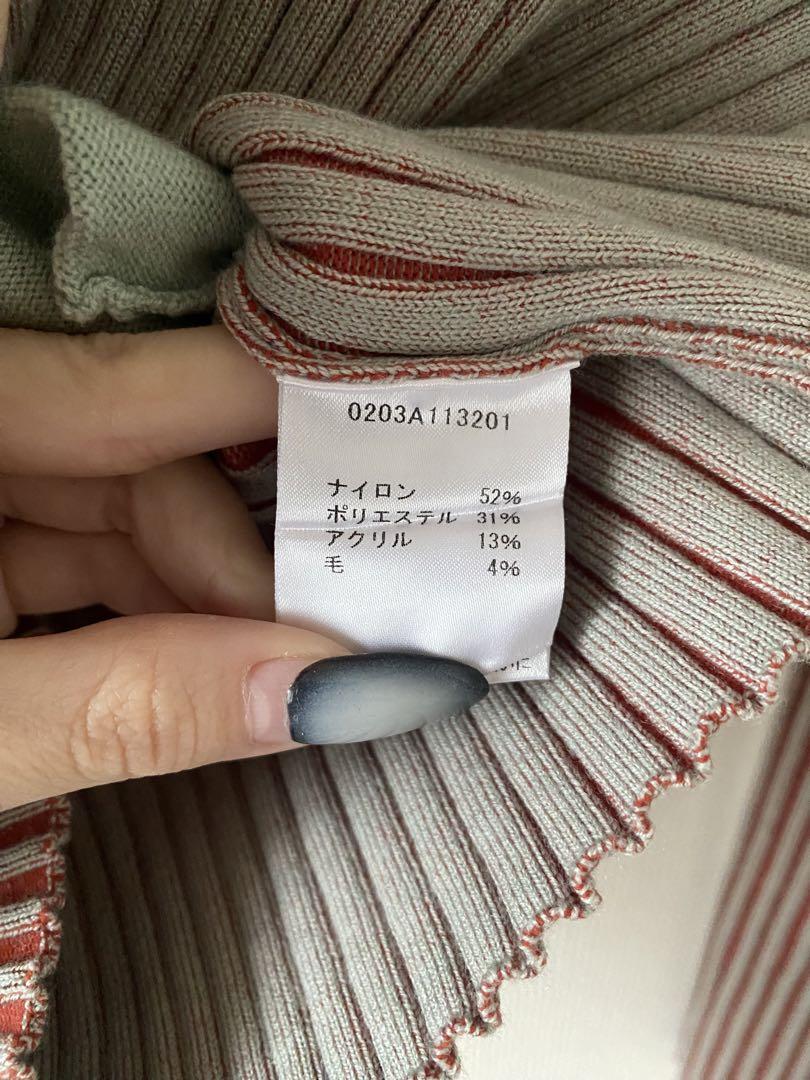 0203A113201
ナイロン 52%
ポリエステル 31%
アクリル 13%
毛 4%